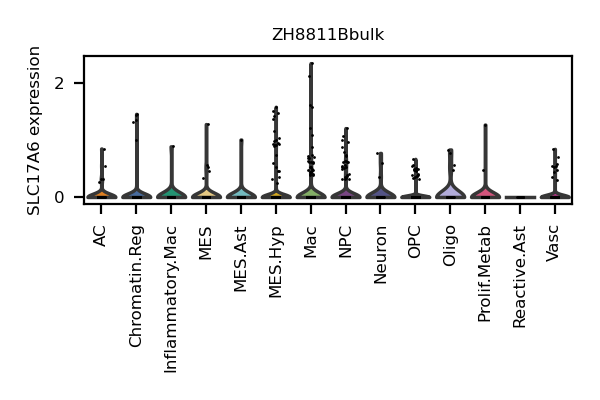 ZH8811Bbulk
SLC17A6 expression
2
0
AC
Chromatin.Reg
Inflammatory.Mac
MES
MES.Ast
MES.Hyp
Mac
NPC
Neuron
OPC
Oligo
Prolif.Metab
Reactive.Ast
Vasc